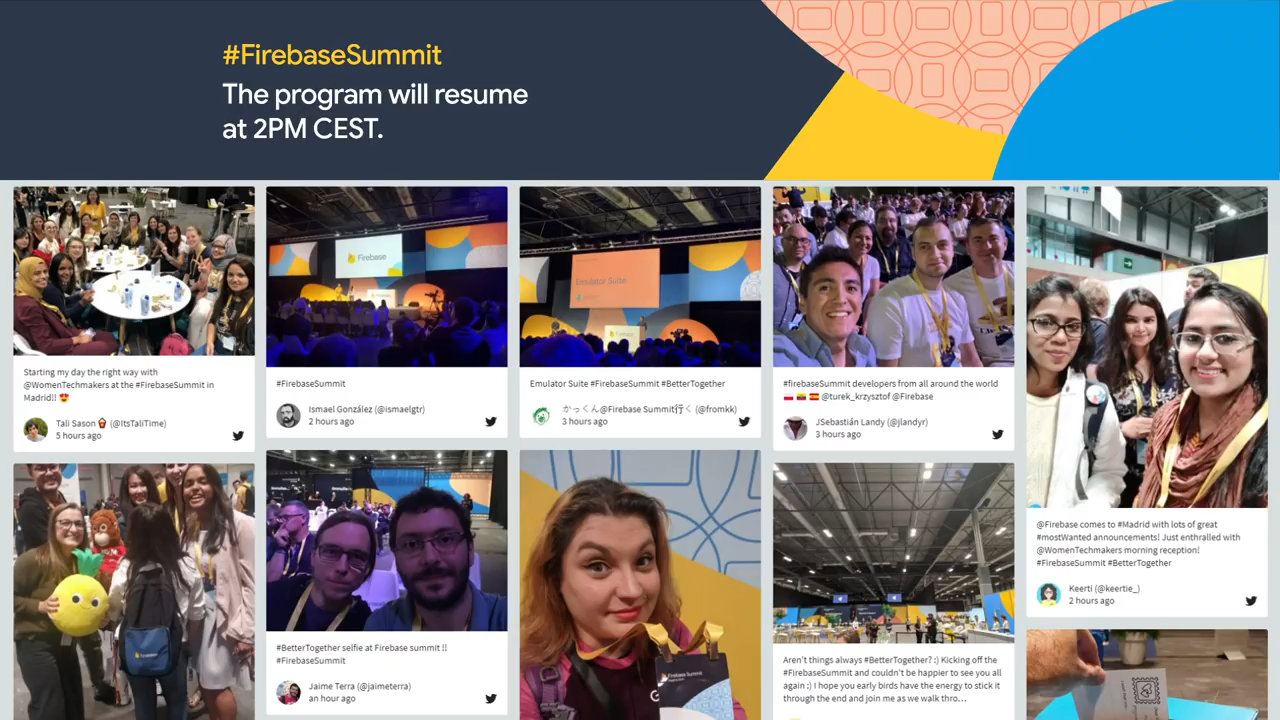 #FirebaseSummit
The program will resume
at 2PM CEST.
Starting my day the right way with
@WomenTechmakers at the #FirebaseSummit in
Madrid!! 😍
Tali Sason (@ItsTaliTime)
5 hours ago
Firebase
#FirebaseSummit
Ismael González (@ismaelgtr)
2 hours ago
Emulator Suite
Firebase
Emulator Suite #FirebaseSummit #BetterTogether
かっくん@Firebase Summit行く (@fromkk)
3 hours ago
#firebaseSummit developers from all around the world
🇵🇱 🇪🇨 🇪🇸 @turek_krzysztof @Firebase
JSebastián Landy (@jlandyr)
3 hours ago
@Firebase comes to #Madrid with lots of great
#mostWanted announcements! Just enthralled with
@WomenTechmakers morning reception!
#FirebaseSummit #BetterTogether
Keerti (@keertie_)
2 hours ago
#BetterTogether selfie at Firebase summit !!
#FirebaseSummit
Jaime Terra (@jaimeterra)
an hour ago
Firebase Summit
Aren't things always #BetterTogether? :) Kicking off the
#FirebaseSummit and couldn't be happier to see you all
again :) I hope you early birds have the energy to stick it
through the end and join me as we walk thro…